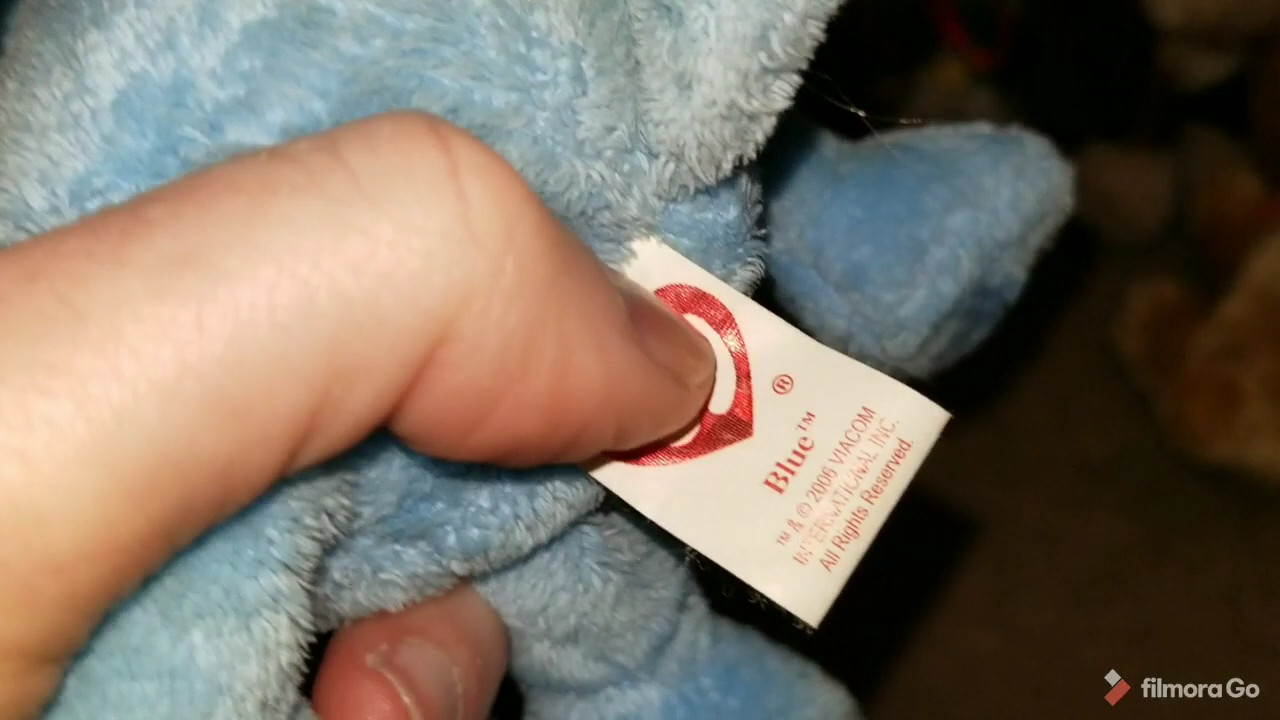 ®
Blue™
™ & © 2006 VIACOM
INTERNATIONAL INC.
All Rights Reserved.
filmoraGo